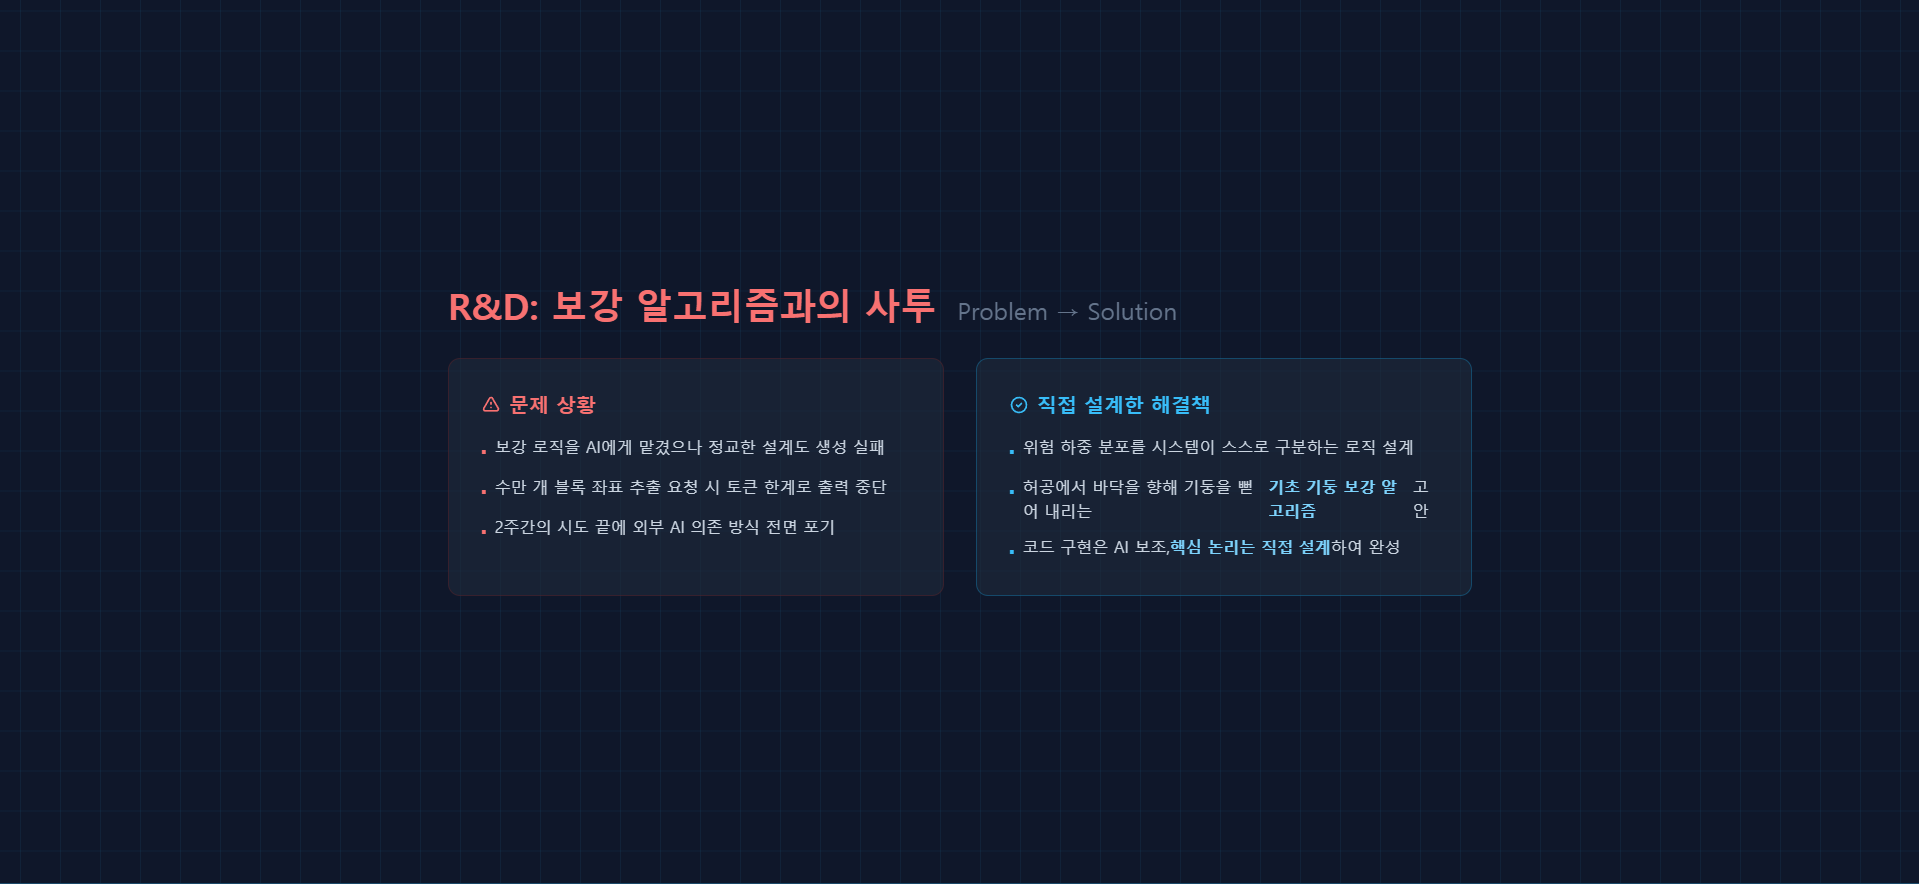 R&D: 보강 알고리즘과의 사투 Problem → Solution
문제 상황
보강 로직을 AI에게 맡겼으나 정교한 설계도 생성 실패
수만 개 블록 좌표 추출 요청 시 토큰 한계로 출력 중단
2주간의 시도 끝에 외부 AI 의존 방식 전면 포기
직접 설계한 해결책
위험 하중 분포를 시스템이 스스로 구분하는 로직 설계
허공에서 바닥을 향해 기둥을 뻗
어 내리는
기초 기둥 보강 알
고리즘
고
안
코드 구현은 AI 보조,핵심 논리는 직접 설계하여 완성